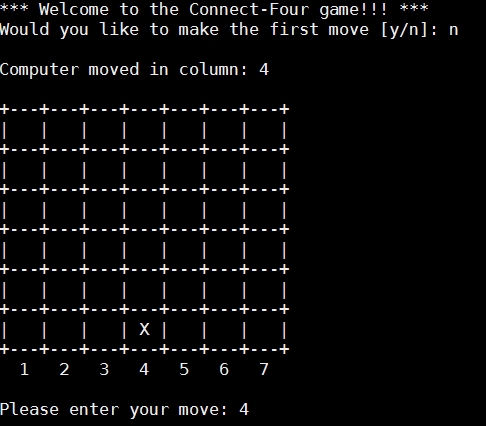 *** Welcome to the Connect-Four game!!! ***
Would you like to make the first move [y/n]: n
Computer moved in column: 4
+---+---+---+---+---+---+---+
|   |   |   |   |   |   |   |
+---+---+---+---+---+---+---+
|   |   |   |   |   |   |   |
+---+---+---+---+---+---+---+
|   |   |   |   |   |   |   |
+---+---+---+---+---+---+---+
|   |   |   |   |   |   |   |
+---+---+---+---+---+---+---+
|   |   |   |   |   |   |   |
+---+---+---+---+---+---+---+
|   |   |   | X |   |   |   |
+---+---+---+---+---+---+---+
  1   2   3   4   5   6   7
Please enter your move: 4